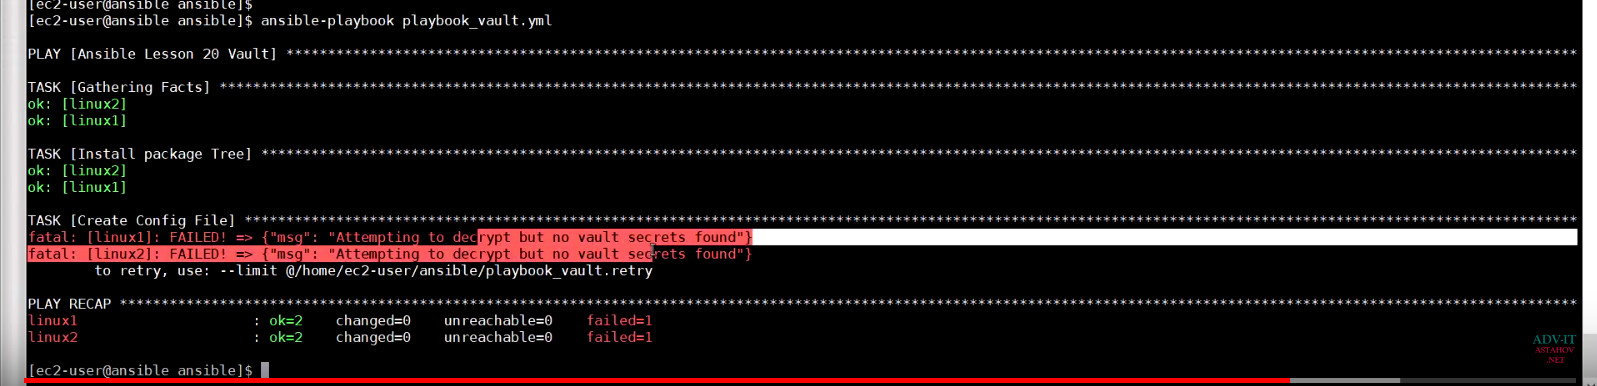 [ec2-user@ansible ansible]$
[ec2-user@ansible ansible]$ ansible-playbook playbook_vault.yml
PLAY [Ansible Lesson 20 Vault] ****************************************************************************************************************************************************************
TASK [Gathering Facts] ************************************************************************************************************************************************************************
ok: [linux2]
ok: [linux1]
TASK [Install package Tree] *******************************************************************************************************************************************************************
ok: [linux2]
ok: [linux1]
TASK [Create Config File] *********************************************************************************************************************************************************************
fatal: [linux1]: FAILED! => {"msg": "Attempting to decrypt but no vault secrets found"}
fatal: [linux2]: FAILED! => {"msg": "Attempting to decrypt but no vault secrets found"}
to retry, use: --limit @/home/ec2-user/ansible/playbook_vault.retry
PLAY RECAP ************************************************************************************************************************************************************************************
linux1 : ok=2 changed=0 unreachable=0 failed=1
linux2 : ok=2 changed=0 unreachable=0 failed=1
[ec2-user@ansible ansible]$
ADV-IT
ASTAHOV
.NET